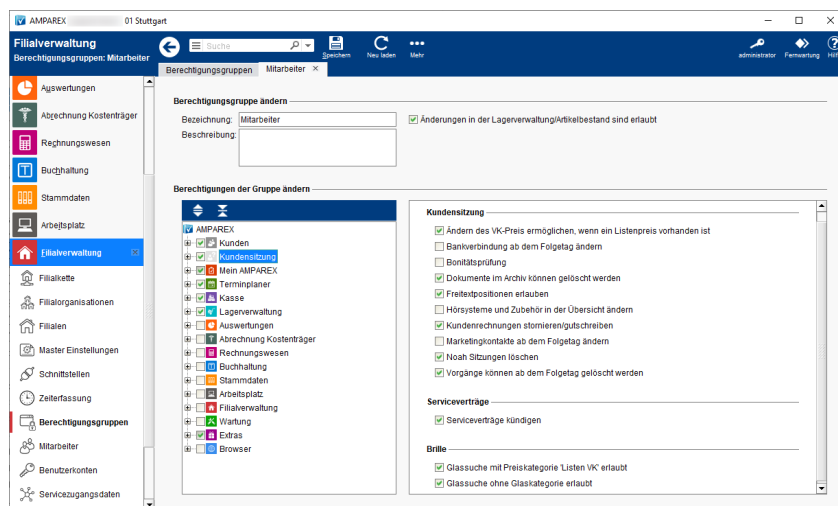 AMPAREX 01 Stuttgart
Filialverwaltung
Berechtigungsgruppen: Mitarbeiter
Suche
Speichern
Neu laden
Mehr
administrator
Fernwartung
Hilf
Berechtigungsgruppen
Mitarbeiter
Auswertungen
Abrechnung Kostenträger
Rechnungswesen
Buchhaltung
Stammdaten
Arbeitsplatz
Filialverwaltung
Filialkette
Filialorganisationen
Filialen
Master Einstellungen
Schnittstellen
Zeiterfassung
Berechtigungsgruppen
Mitarbeiter
Benutzerkonten
Servicezugangsdaten
Berechtigungsgruppe ändern
Bezeichnung: Mitarbeiter
Änderungen in der Lagerverwaltung/Artikelbestand sind erlaubt
Beschreibung:
Berechtigungen der Gruppe ändern
AMPAREX
Kunden
Kundensitzung
Mein AMPAREX
Terminplaner
Kasse
Lagerverwaltung
Auswertungen
Abrechnung Kostenträger
Rechnungswesen
Buchhaltung
Stammdaten
Arbeitsplatz
Filialverwaltung
Wartung
Extras
Browser
Kundensitzung
Ändern des VK-Preis ermöglichen, wenn ein Listenpreis vorhanden ist
Bankverbindung ab dem Folgetag ändern
Bonitätsprüfung
Dokumente im Archiv können gelöscht werden
Freitextpositionen erlauben
Hörsysteme und Zubehör in der Übersicht ändern
Kundenrechnungen stornieren/gutschreiben
Marketingkontakte ab dem Folgetag ändern
Noah Sitzungen löschen
Vorgänge können ab dem Folgetag gelöscht werden
Serviceverträge
Serviceverträge kündigen
Brille
Glassuche mit Preiskategorie 'Listen VK' erlaubt
Glassuche ohne Glaskategorie erlaubt